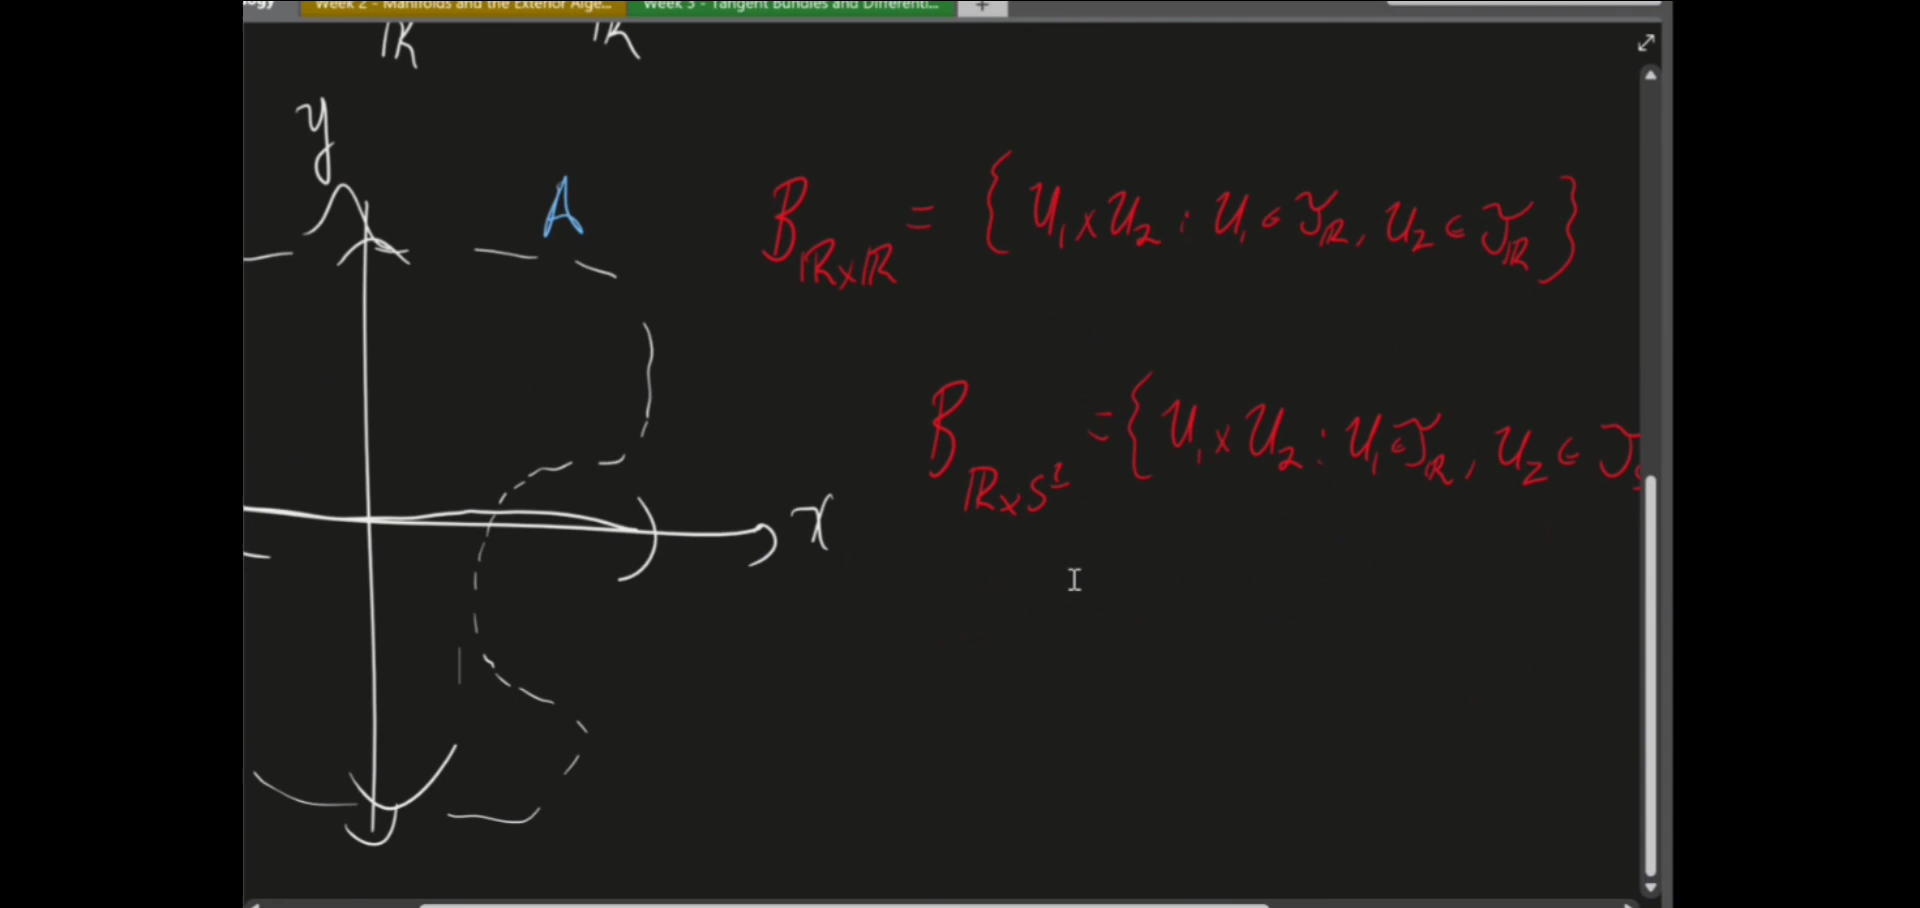 ogy Week 2 - Manifolds and the Exterior Alge... Week 3 - Tangent Bundles and Differenti... +
ℝ ℝ
y
A
B_{ℝ×ℝ} = { U₁ × U₂ : U₁ ∈ 𝒯_ℝ, U₂ ∈ 𝒯_ℝ }
B_{ℝ×S¹} = { U₁ × U₂ : U₁ ∈ 𝒯_ℝ, U₂ ∈ 𝒯
x